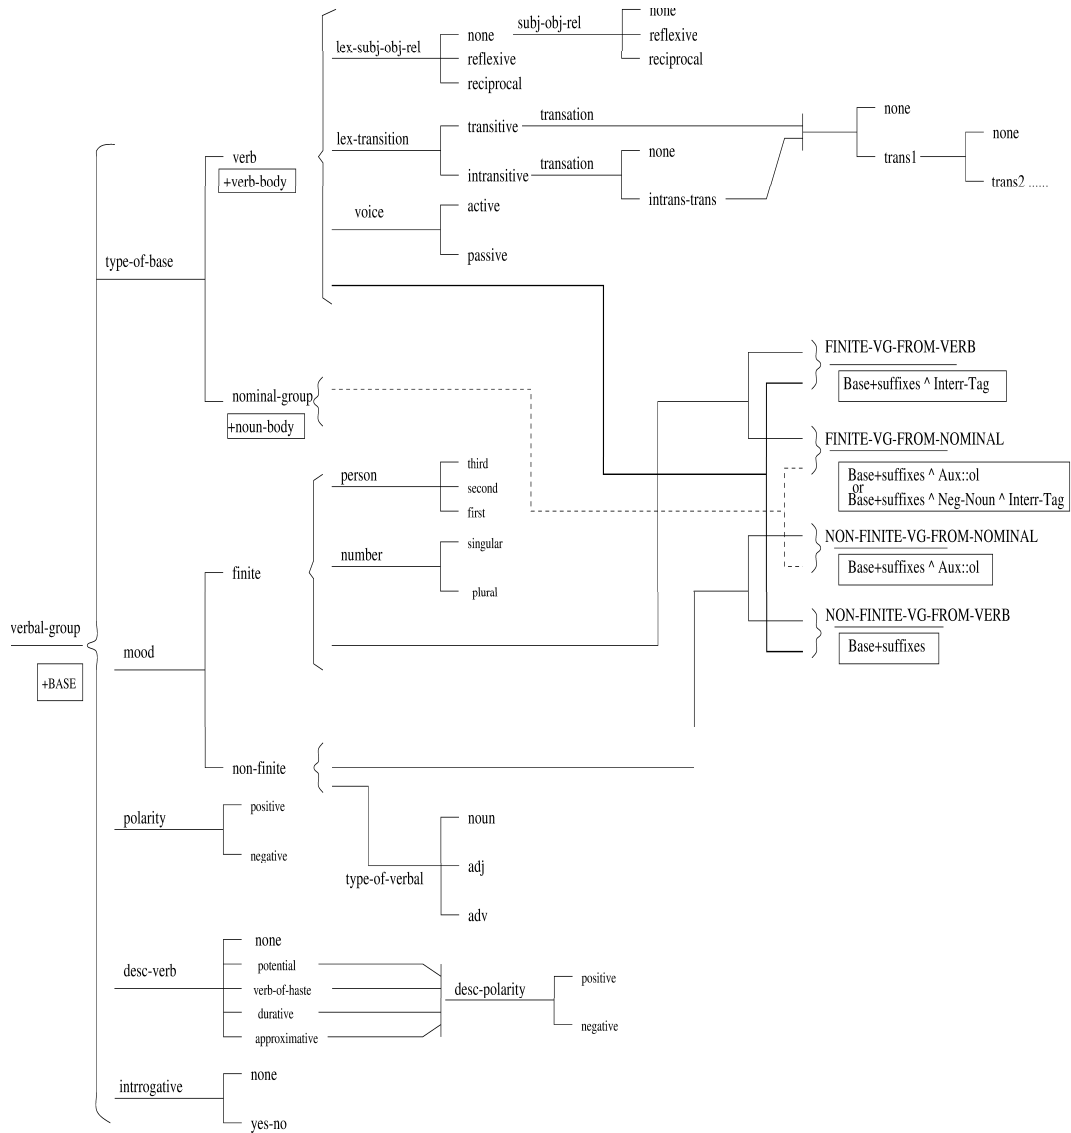 none
subj-obj-rel
lex-subj-obj-rel
none
reflexive
reflexive
reciprocal
reciprocal
none
transation
lex-transition
transitive
none
transation
none
trans1
verb
+verb-body
intransitive
trans2 ......
intrans-trans
active
voice
passive
type-of-base
FINITE-VG-FROM-VERB
Base+suffixes ^ Interr-Tag
nominal-group
+noun-body
FINITE-VG-FROM-NOMINAL
Base+suffixes ^ Aux::ol
or
Base+suffixes ^ Neg-Noun ^ Interr-Tag
person
third
second
first
NON-FINITE-VG-FROM-NOMINAL
Base+suffixes ^ Aux::ol
number
singular
plural
finite
NON-FINITE-VG-FROM-VERB
Base+suffixes
verbal-group
+BASE
mood
non-finite
polarity
positive
negative
noun
adj
type-of-verbal
adv
none
desc-verb
potential
verb-of-haste
durative
approximative
desc-polarity
positive
negative
intrrogative
none
yes-no